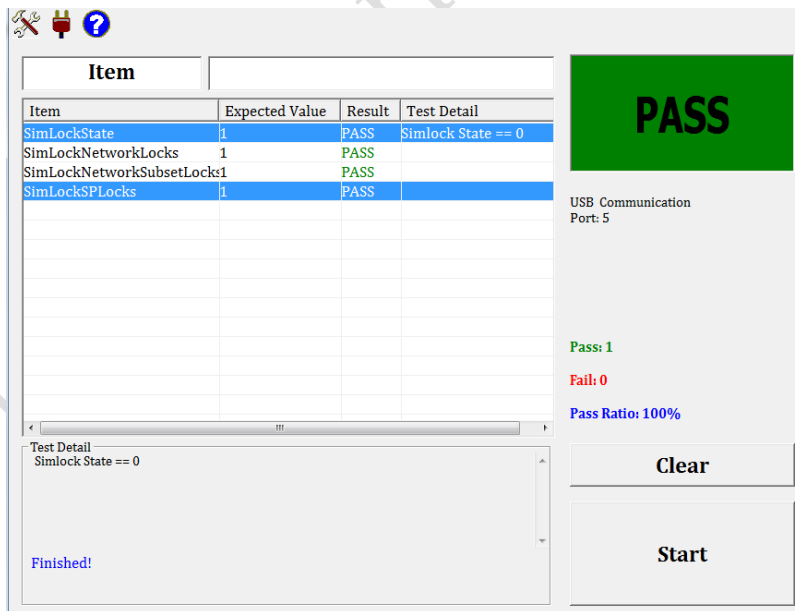 Item
Item Expected Value Result Test Detail
SimLockState 1 PASS Simlock State == 0
SimLockNetworkLocks 1 PASS
SimLockNetworkSubsetLocks 1 PASS
SimLockSPLocks 1 PASS
PASS
USB Communication
Port: 5
Pass: 1
Fail: 0
Pass Ratio: 100%
Test Detail
Simlock State == 0
Finished!
Clear
Start